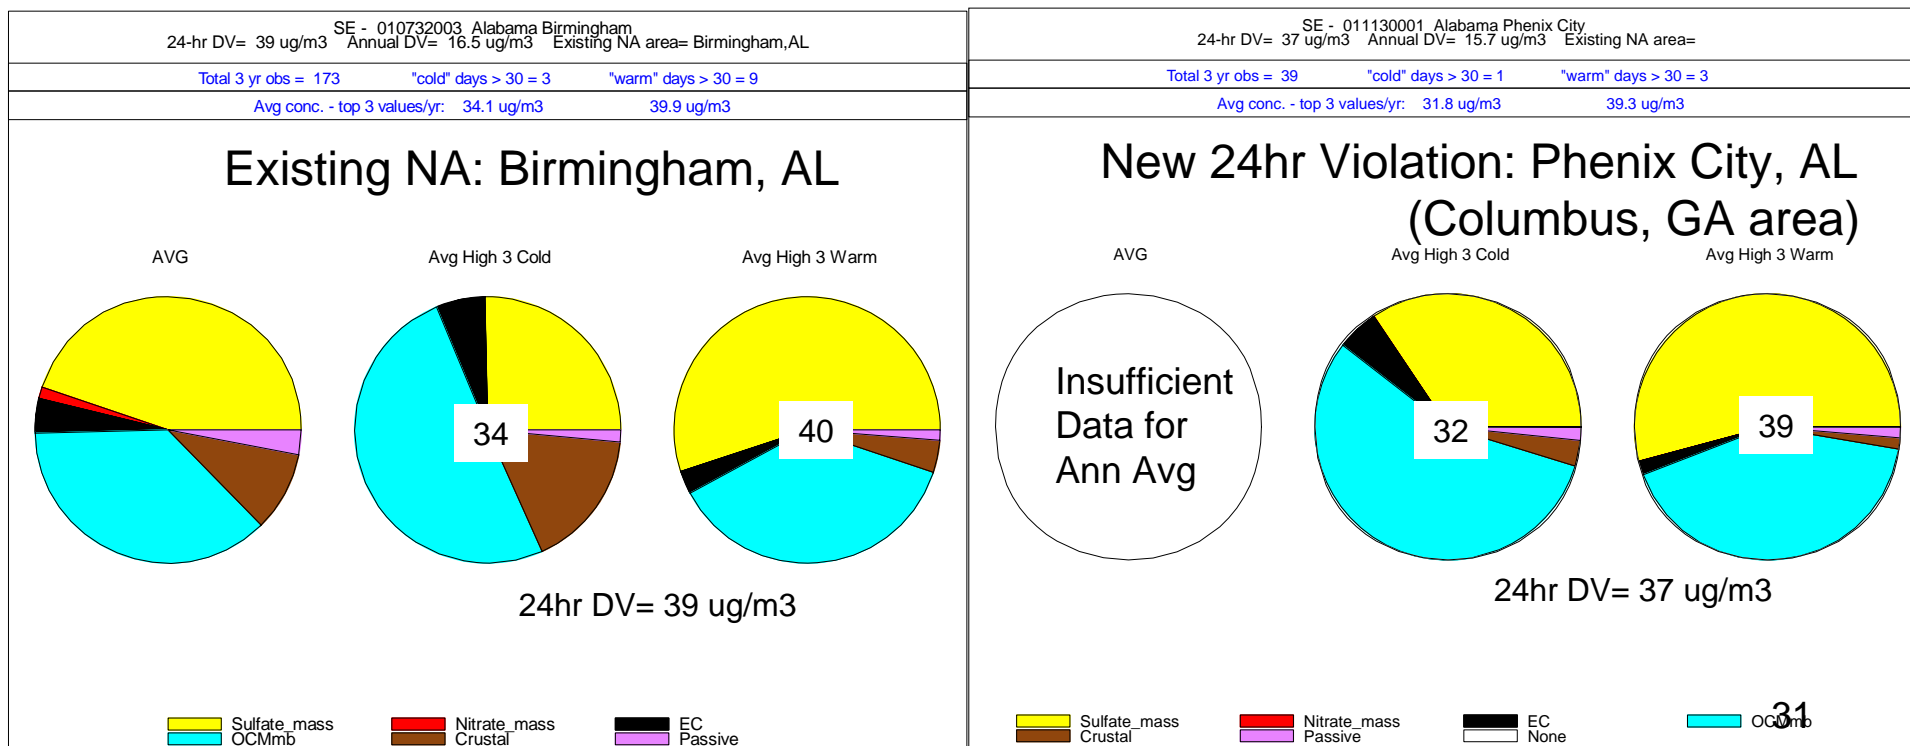 SE - 010732003 Alabama Birmingham
24-hr DV= 39 ug/m3 Annual DV= 16.5 ug/m3 Existing NA area= Birmingham,AL
Total 3 yr obs = 173 "cold" days > 30 = 3 "warm" days > 30 = 9
Avg conc. - top 3 values/yr: 34.1 ug/m3 39.9 ug/m3
Existing NA: Birmingham, AL
AVG Avg High 3 Cold Avg High 3 Warm
34 40
24hr DV= 39 ug/m3
Sulfate_mass Nitrate_mass EC
OCMmb Crustal Passive
SE - 011130001 Alabama Phenix City
24-hr DV= 37 ug/m3 Annual DV= 15.7 ug/m3 Existing NA area=
Total 3 yr obs = 39 "cold" days > 30 = 1 "warm" days > 30 = 3
Avg conc. - top 3 values/yr: 31.8 ug/m3 39.3 ug/m3
New 24hr Violation: Phenix City, AL
(Columbus, GA area)
AVG Avg High 3 Cold Avg High 3 Warm
Insufficient
Data for
Ann Avg
32 39
24hr DV= 37 ug/m3
Sulfate_mass Nitrate_mass EC OCMmb
Crustal Passive None
31